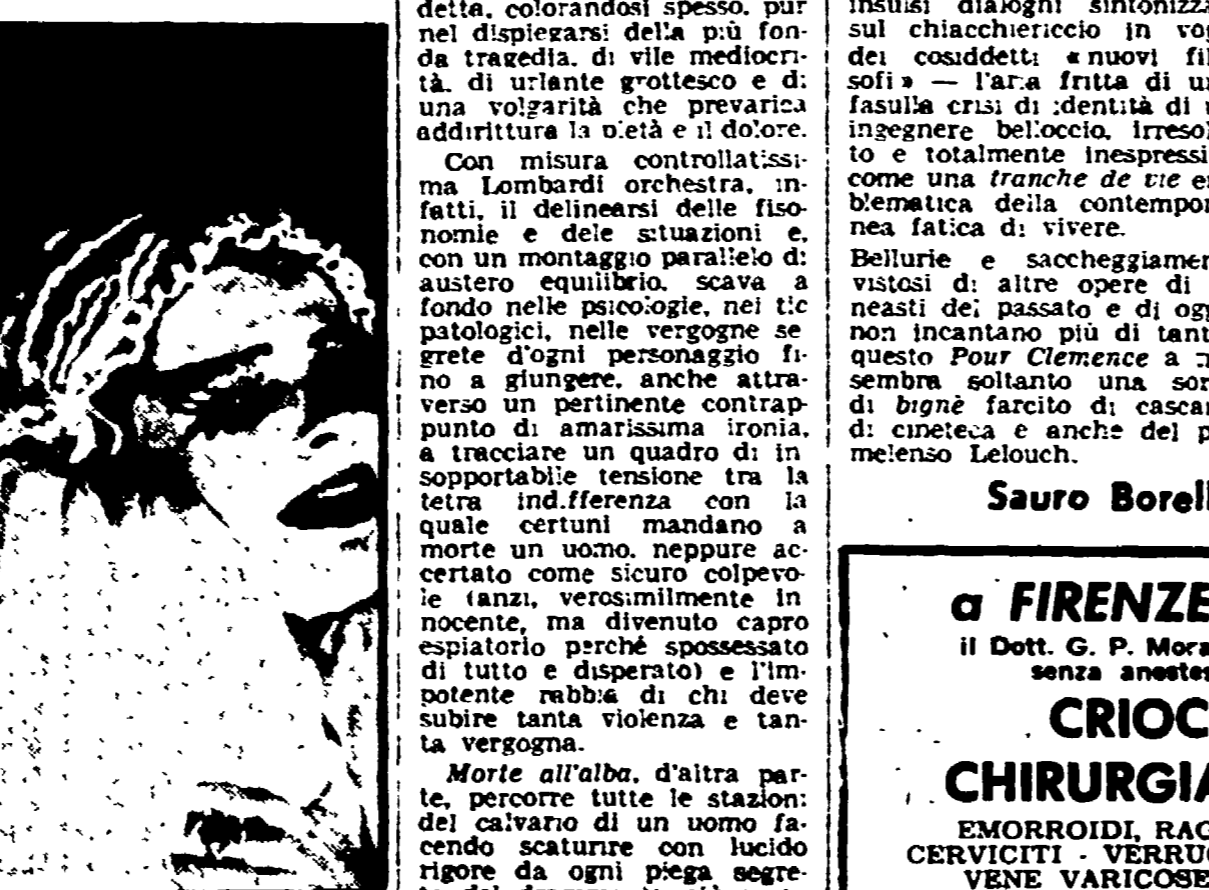 detta, colorandosi spesso, pur
nel dispiegarsi della più fon-
da tragedia, di vile mediocri-
tà, di urlante grottesco e di
una volgarità che prevarica
addirittura la pietà e il dolore.
Con misura controllatissi-
ma Lombardi orchestra, in-
fatti, il delinearsi delle fiso-
nomie e dele situazioni e,
con un montaggio parallelo di
austero equilibrio, scava a
fondo nelle psicologie, nei tic
patologici, nelle vergogne se
grete d'ogni personaggio fi-
no a giungere, anche attra-
verso un pertinente contrap-
punto di amarissima ironia,
a tracciare un quadro di in
sopportabile tensione tra la
tetra indifferenza con la
quale certuni mandano a
morte un uomo, neppure ac-
certato come sicuro colpevo-
le (anzi, verosimilmente in
nocente, ma divenuto capro
espiatorio perché spossessato
di tutto e disperato) e l'im-
potente rabbia di chi deve
subire tanta violenza e tan-
ta vergogna.
Morte all'alba, d'altra par-
te, percorre tutte le stazioni
del calvario di un uomo fa-
cendo scaturire con lucido
rigore da ogni piega segre-
insulsi dialoghi sintonizza
sul chiacchiericcio in vog
dei cosiddetti « nuovi fil
sofi » — l'aria fritta di un
fasulla crisi di identità di
ingegnere belloccio, irresol
to e totalmente inespressi
come una tranche de vie e
blematica della contempor
nea fatica di vivere.
Bellurie e saccheggiamen
vistosi di altre opere di
neasti del passato e di ogg
non incantano più di tant
questo Pour Clemence a
sembra soltanto una sor
di bignè farcito di cascam
di cineteca e anche del p
melenso Lelouch.
Sauro Borell
a FIRENZE
il Dott. G. P. Mora
senza anestes
CRIOC
CHIRURGIA
EMORROIDI, RAG
CERVICITI - VERRUC
VENE VARICOSE